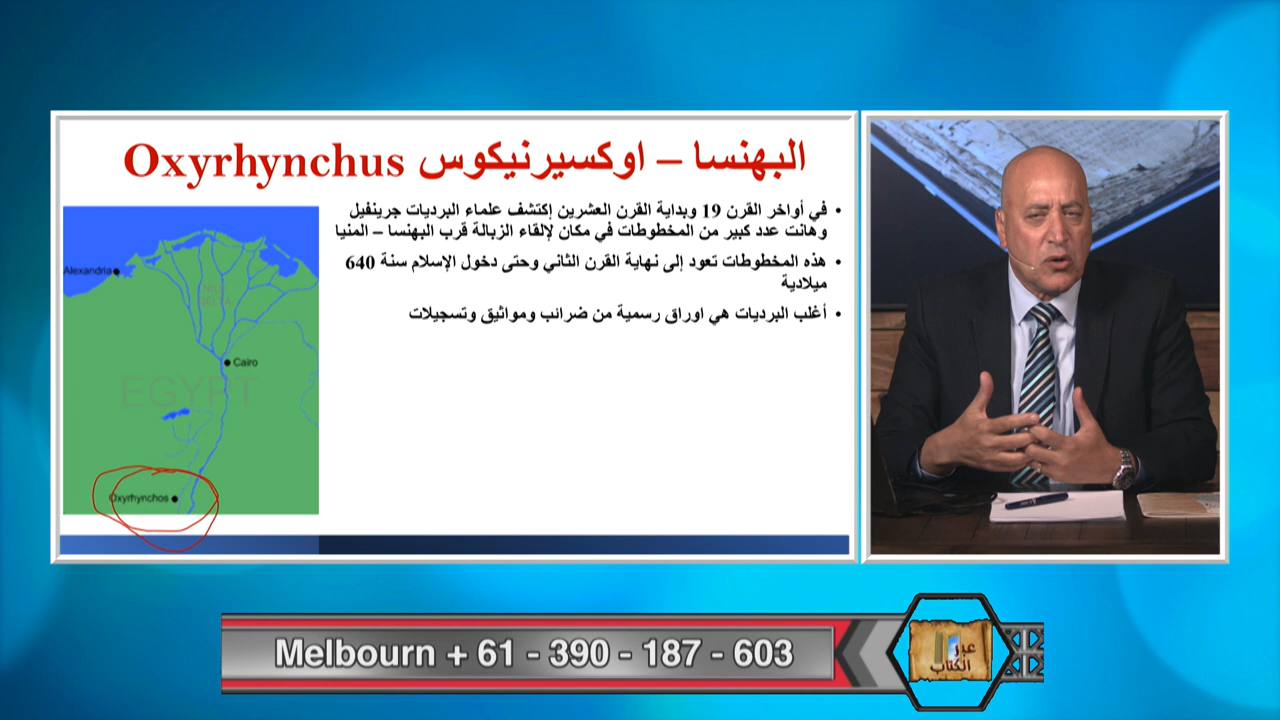 البهنسا – اوكسيرنيكوس Oxyrhynchus
• في أواخر القرن 19 وبداية القرن العشرين إكتشف علماء البرديات جرينفيل
وهانت عدد كبير من المخطوطات في مكان لإلقاء الزبالة قرب البهنسا – المنيا
• هذه المخطوطات تعود إلى نهاية القرن الثاني وحتى دخول الإسلام سنة 640
ميلادية
• أغلب البرديات هي اوراق رسمية من ضرائب ومواثيق وتسجيلات
Alexandria
NILE
DELTA
Cairo
EGYPT
Oxyrhynchos
Melbourn + 61 - 390 - 187 - 603
عبر
الكتاب